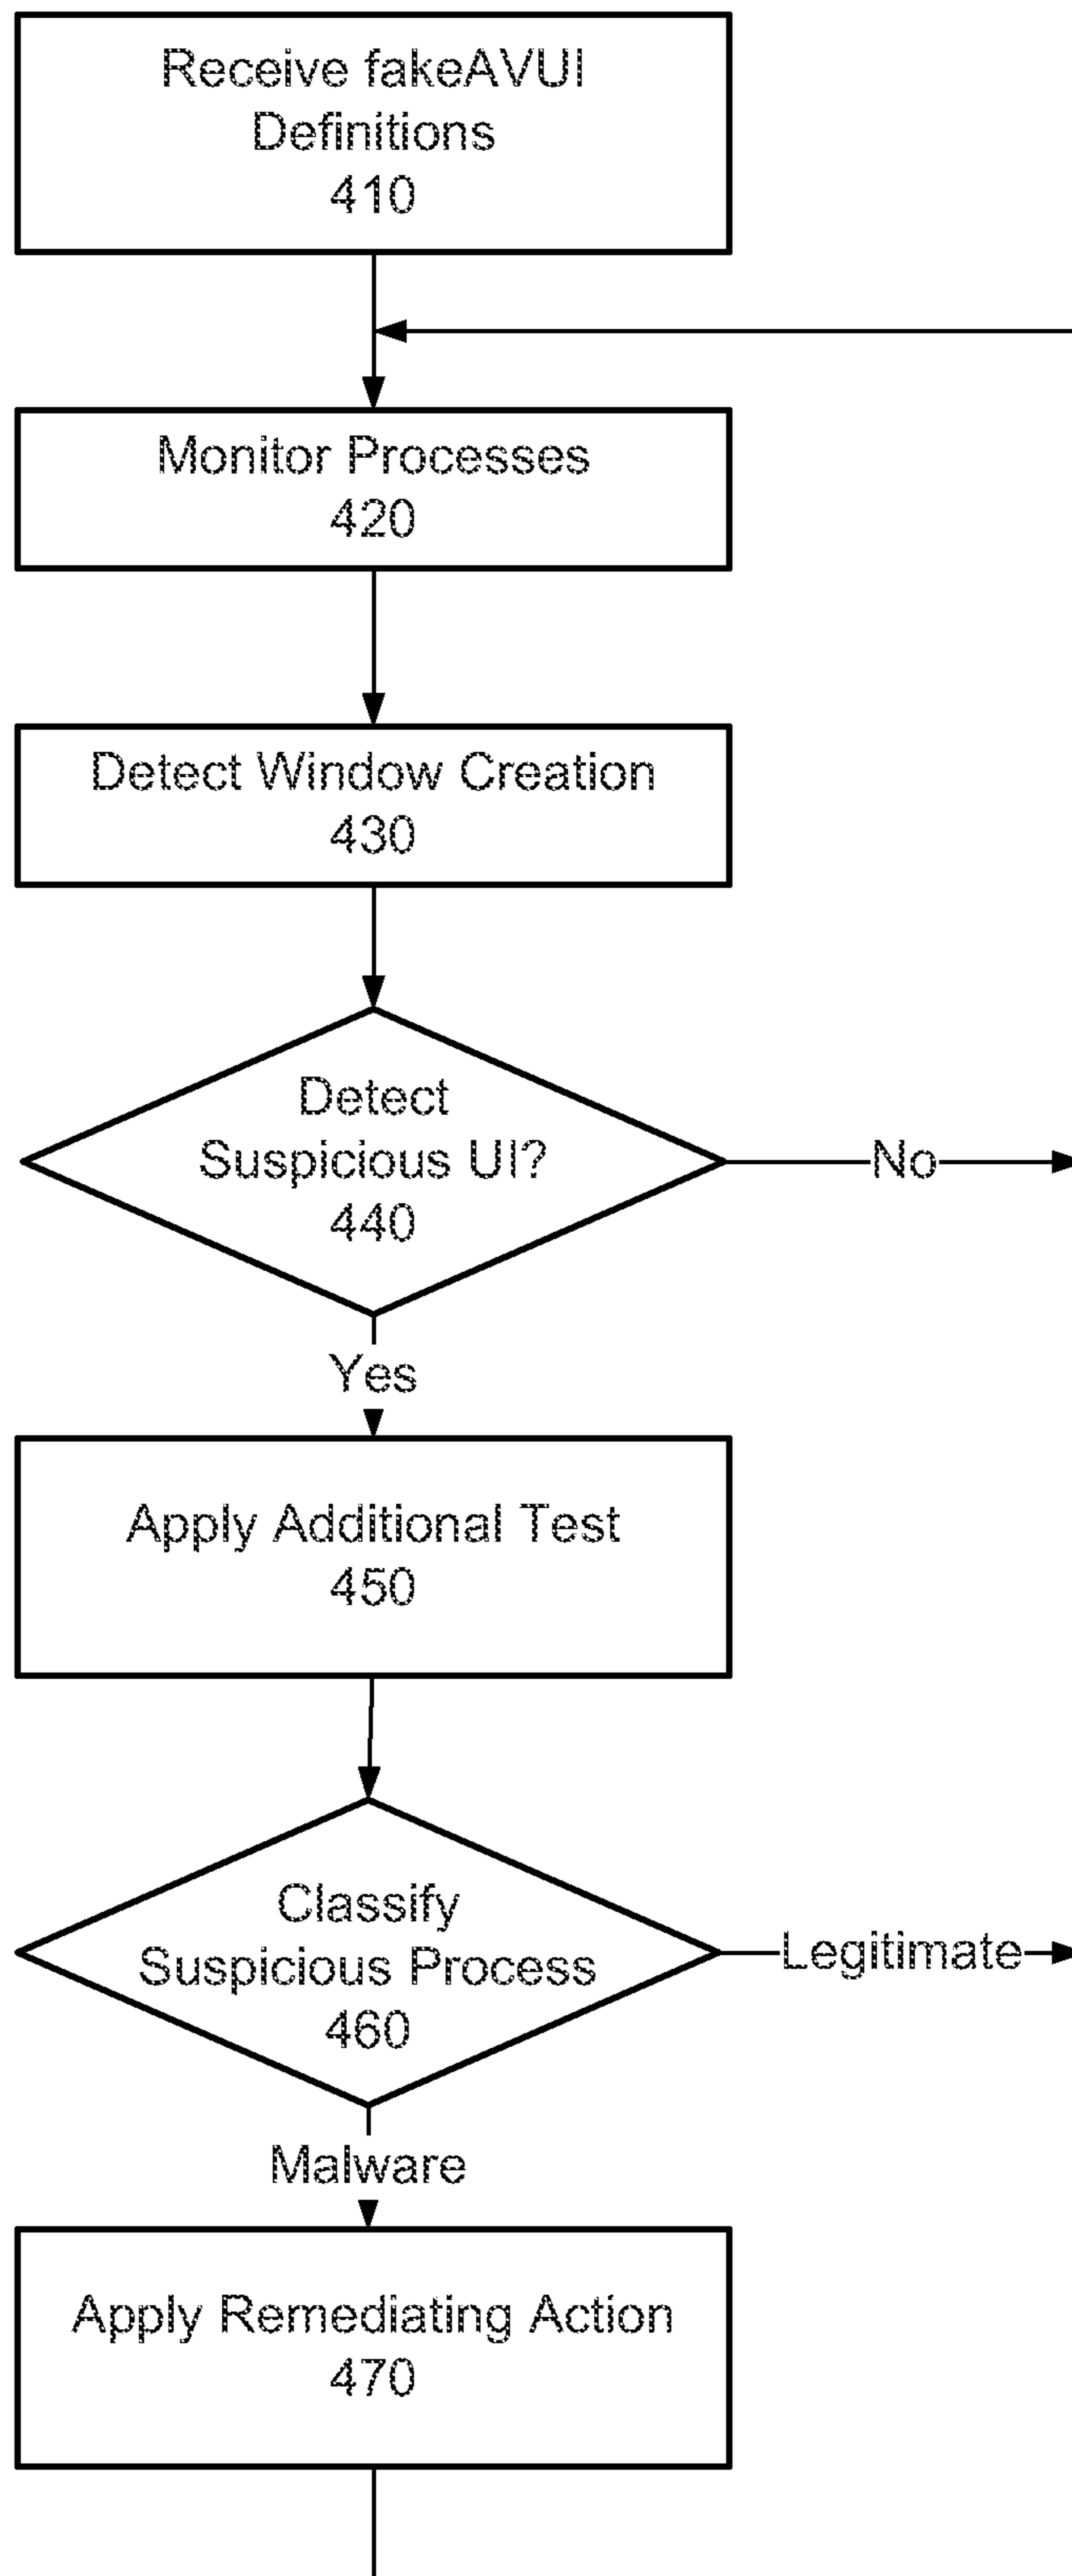 Receive fakeAVUI
Definitions
410
Monitor Processes
420
Detect Window Creation
430
Detect
Suspicious UI?
440
No
Yes
Apply Additional Test
450
Classify
Suspicious Process
460
Legitimate
Malware
Apply Remediating Action
470